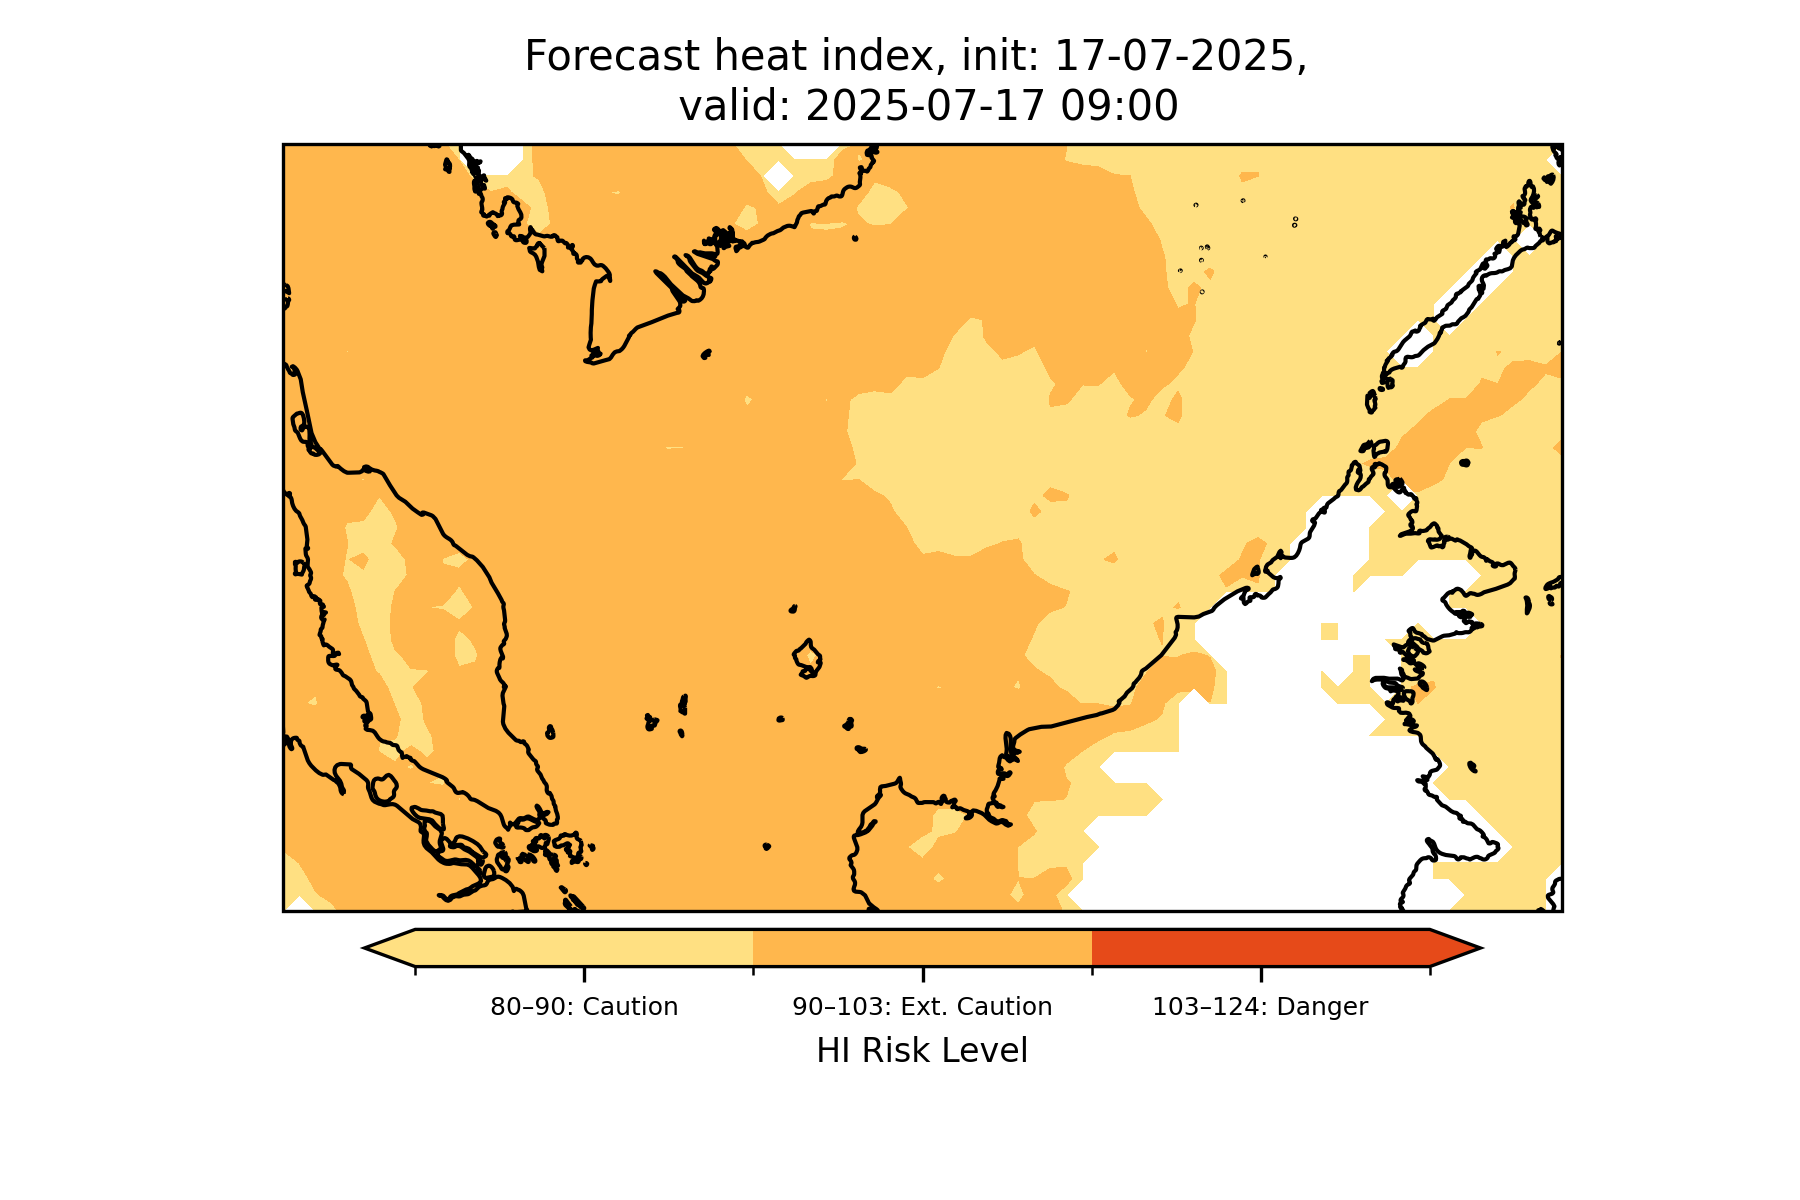 Forecast heat index, init: 17-07-2025,
valid: 2025-07-17 09:00
80–90: Caution
90–103: Ext. Caution
103–124: Danger
HI Risk Level